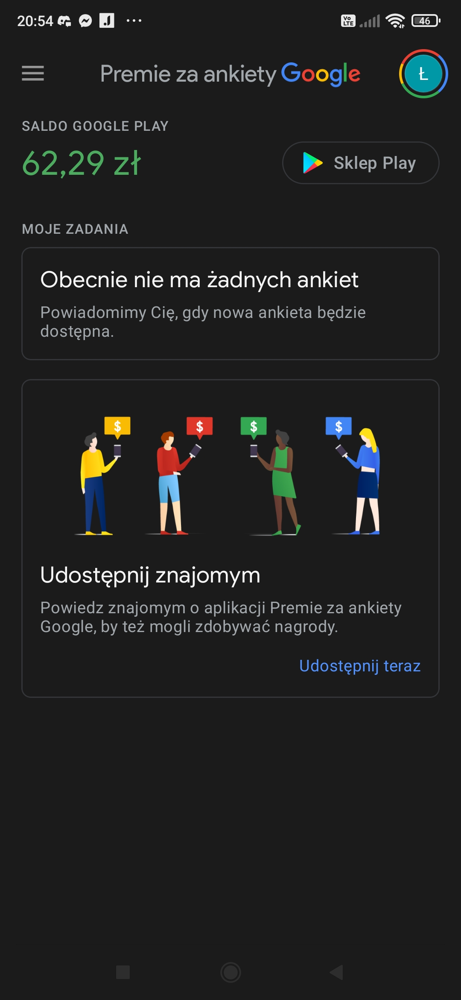 20:54
Vo LTE
46
Premie za ankiety Google
Ł
SALDO GOOGLE PLAY
62,29 zł
Sklep Play
MOJE ZADANIA
Obecnie nie ma żadnych ankiet
Powiadomimy Cię, gdy nowa ankieta będzie
dostępna.
$ $ $ $
Udostępnij znajomym
Powiedz znajomym o aplikacji Premie za ankiety
Google, by też mogli zdobywać nagrody.
Udostępnij teraz